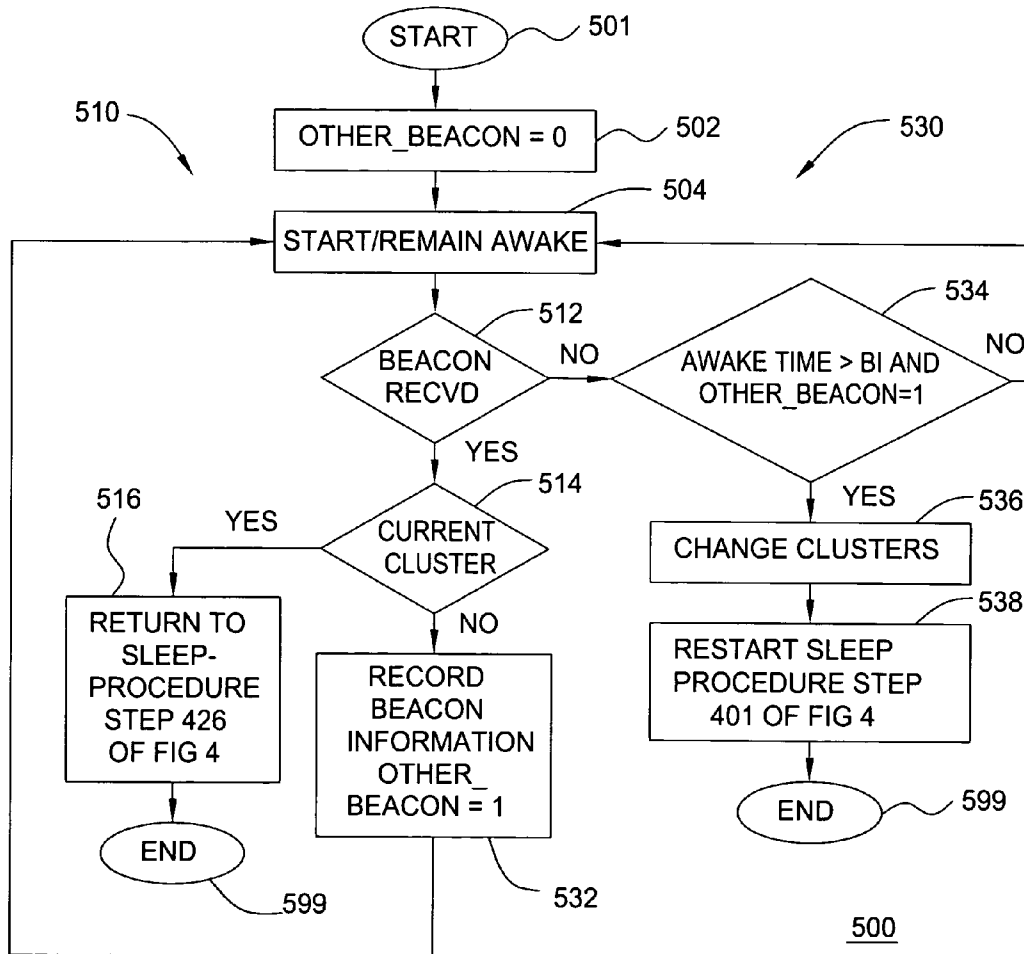 START
501
510
OTHER_BEACON = 0
502
530
504
START/REMAIN AWAKE
512
534
BEACON
RECVD
NO
AWAKE TIME > BI AND
OTHER_BEACON=1
NO
YES
514
YES
536
516
YES
CURRENT
CLUSTER
CHANGE CLUSTERS
538
RETURN TO
SLEEP-
PROCEDURE
STEP 426
OF FIG 4
NO
RECORD
BEACON
INFORMATION
OTHER_
BEACON = 1
RESTART SLEEP
PROCEDURE STEP
401 OF FIG 4
END
599
END
599
532
500